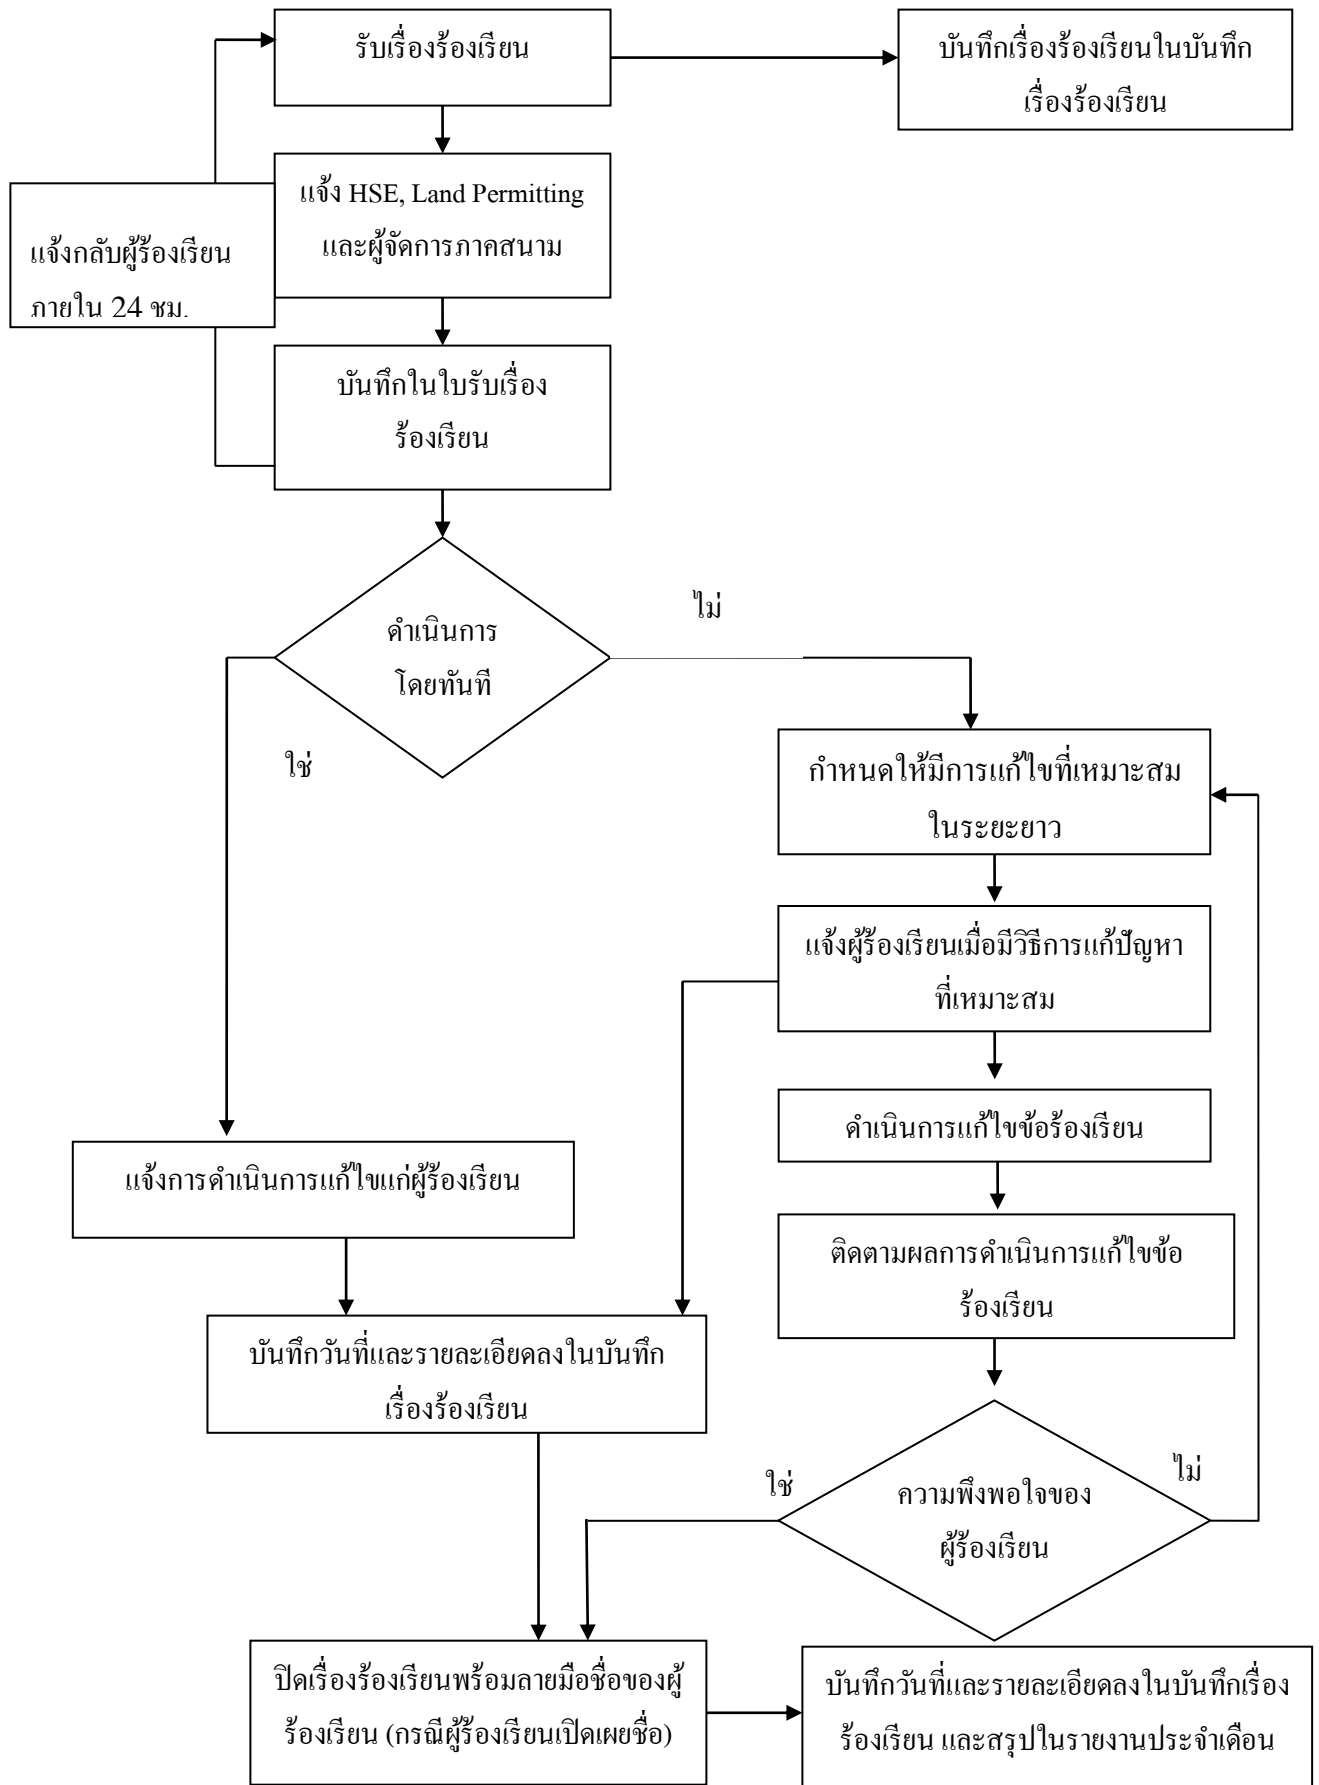 รับเรื่องร้องเรียน
บันทึกเรื่องร้องเรียนในบันทึก
เรื่องร้องเรียน
แจ้ง HSE, Land Permitting
และผู้จัดการภาคสนาม
แจ้งกลับผู้ร้องเรียน
ภายใน 24 ชม.
บันทึกในใบรับเรื่อง
ร้องเรียน
ดำเนินการ
โดยทันที
ไม่
ใช่
กำหนดให้มีการแก้ไขที่เหมาะสม
ในระยะยาว
แจ้งผู้ร้องเรียนเมื่อมีวิธีการแก้ปัญหา
ที่เหมาะสม
ดำเนินการแก้ไขข้อร้องเรียน
แจ้งการดำเนินการแก้ไขแก่ผู้ร้องเรียน
ติดตามผลการดำเนินการแก้ไขข้อ
ร้องเรียน
บันทึกวันที่และรายละเอียดลงในบันทึก
เรื่องร้องเรียน
ความพึงพอใจของ
ผู้ร้องเรียน
ใช่
ไม่
ปิดเรื่องร้องเรียนพร้อมลายมือชื่อของผู้
ร้องเรียน (กรณีผู้ร้องเรียนเปิดเผยชื่อ)
บันทึกวันที่และรายละเอียดลงในบันทึกเรื่อง
ร้องเรียน และสรุปในรายงานประจำเดือน